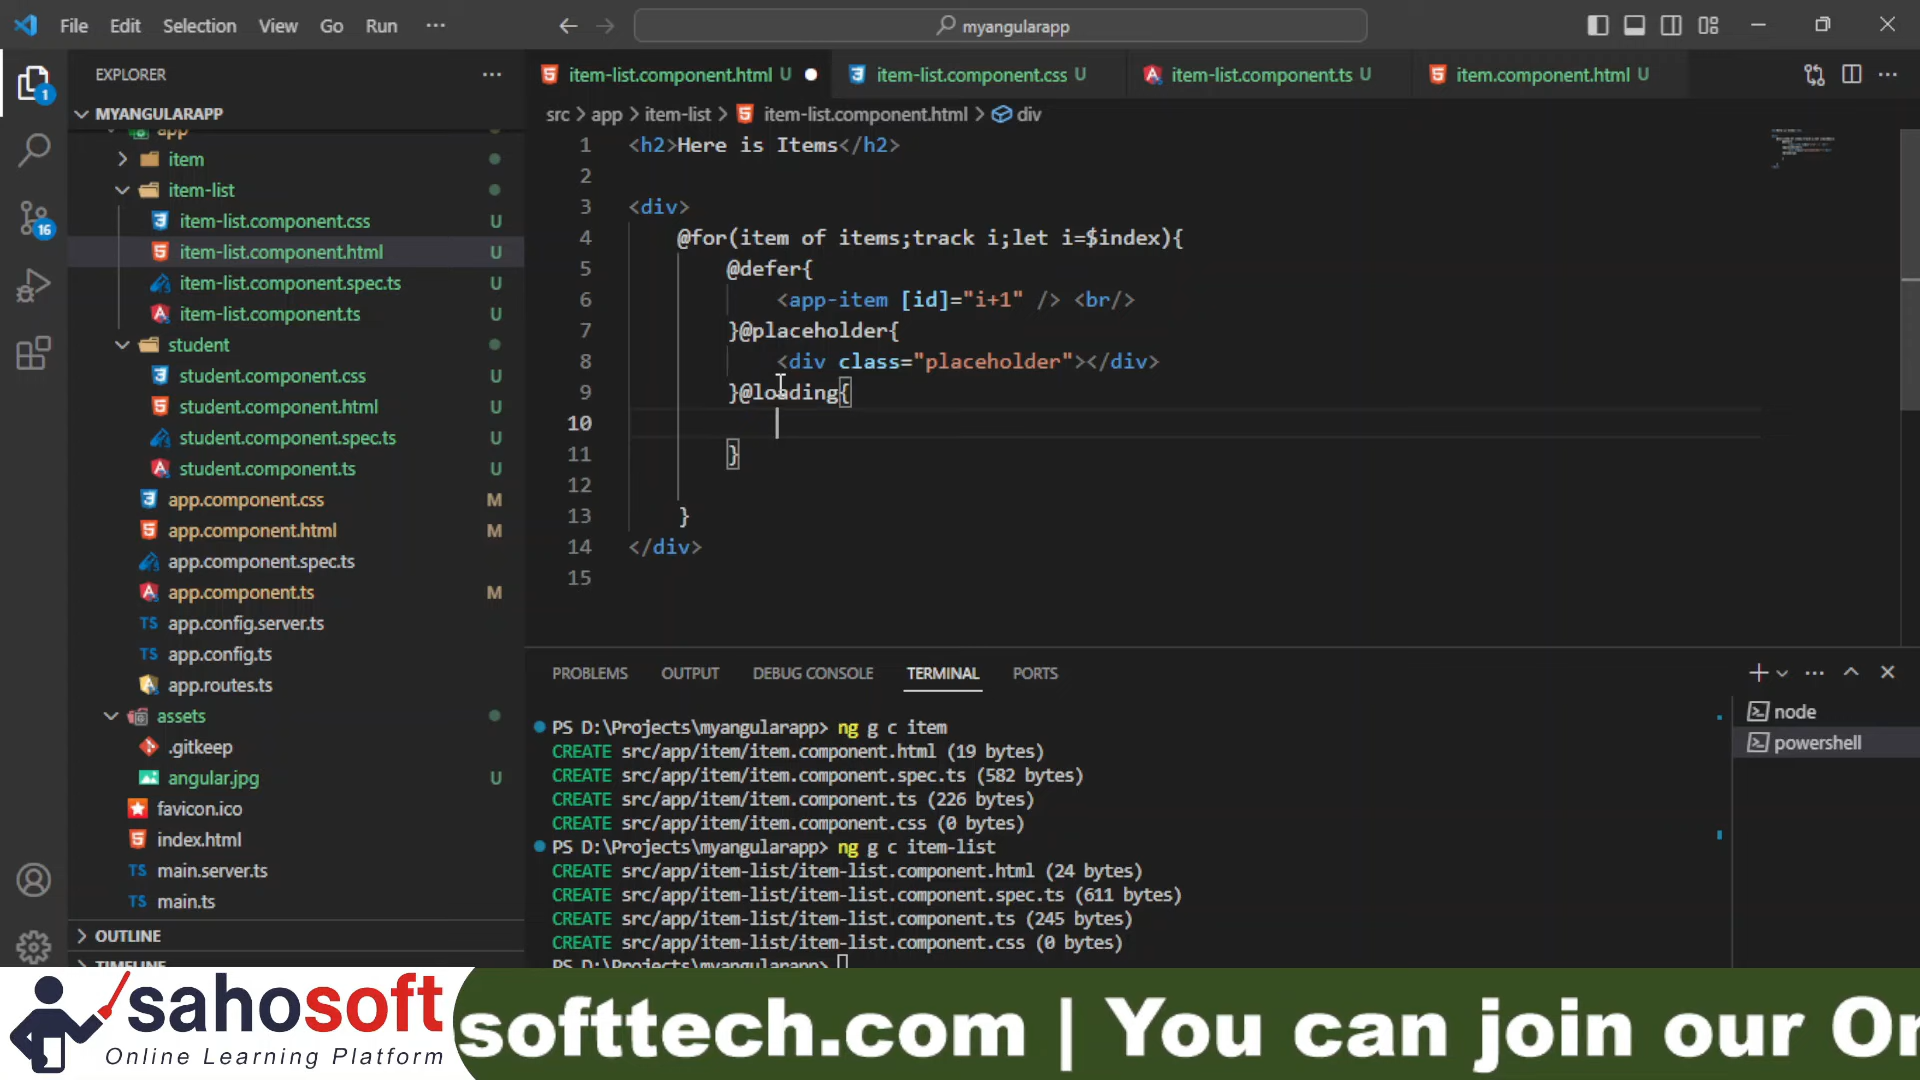 File Edit Selection View Go Run ···
myangularapp
EXPLORER ···
MYANGULARAPP
app
item
item-list
item-list.component.css U
item-list.component.html U
item-list.component.spec.ts U
item-list.component.ts U
student
student.component.css U
student.component.html U
student.component.spec.ts U
student.component.ts U
app.component.css M
app.component.html M
app.component.spec.ts
app.component.ts M
TS app.config.server.ts
TS app.config.ts
app.routes.ts
assets
.gitkeep
angular.jpg U
favicon.ico
index.html
TS main.server.ts
TS main.ts
OUTLINE
TIMELINE
1
16
item-list.component.html U
item-list.component.css U
item-list.component.ts U
item.component.html U
src > app > item-list > item-list.component.html > div
1 <h2>Here is Items</h2>
2
3 <div>
4 @for(item of items;track i;let i=$index){
5 @defer{
6 <app-item [id]="i+1" /> <br/>
7 }@placeholder{
8 <div class="placeholder"></div>
9 }@loading{
10
11 }
12
13 }
14 </div>
15
PROBLEMS OUTPUT DEBUG CONSOLE TERMINAL PORTS
PS D:\Projects\myangularapp> ng g c item
CREATE src/app/item/item.component.html (19 bytes)
CREATE src/app/item/item.component.spec.ts (582 bytes)
CREATE src/app/item/item.component.ts (226 bytes)
CREATE src/app/item/item.component.css (0 bytes)
PS D:\Projects\myangularapp> ng g c item-list
CREATE src/app/item-list/item-list.component.html (24 bytes)
CREATE src/app/item-list/item-list.component.spec.ts (611 bytes)
CREATE src/app/item-list/item-list.component.ts (245 bytes)
CREATE src/app/item-list/item-list.component.css (0 bytes)
PS D:\Projects\myangularapp>
node
powershell
sahosoft
Online Learning Platform
softtech.com | You can join our On